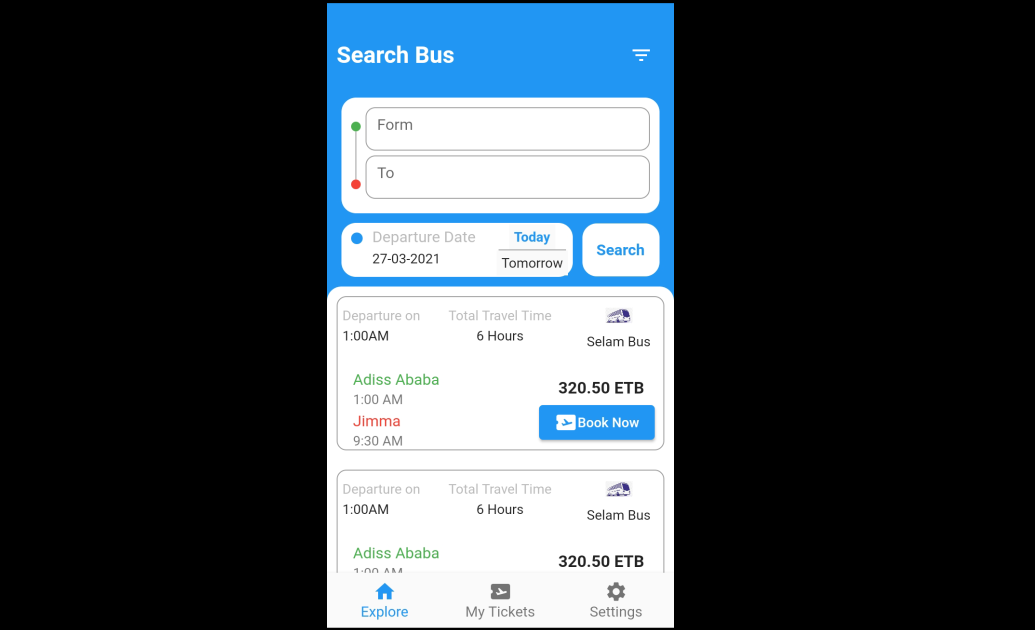 Search Bus
Form
To
Departure Date
27-03-2021
Today
Tomorrow
Search
Departure on
1:00AM
Total Travel Time
6 Hours
Selam Bus
Adiss Ababa
1:00 AM
Jimma
9:30 AM
320.50 ETB
Book Now
Departure on
1:00AM
Total Travel Time
6 Hours
Selam Bus
Adiss Ababa
1:00 AM
320.50 ETB
Explore
My Tickets
Settings